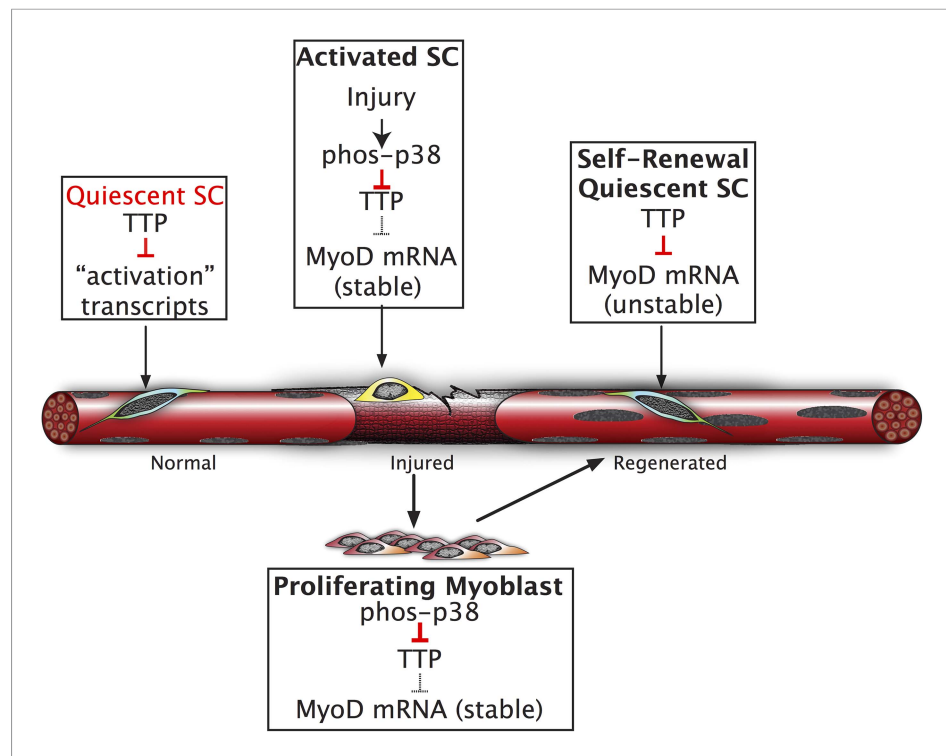 Activated SC
Injury
phos-p38
TTP
MyoD mRNA
(stable)
Quiescent SC
TTP
“activation”
transcripts
Self-Renewal
Quiescent SC
TTP
MyoD mRNA
(unstable)
Normal
Injured
Regenerated
Proliferating Myoblast
phos-p38
TTP
MyoD mRNA (stable)